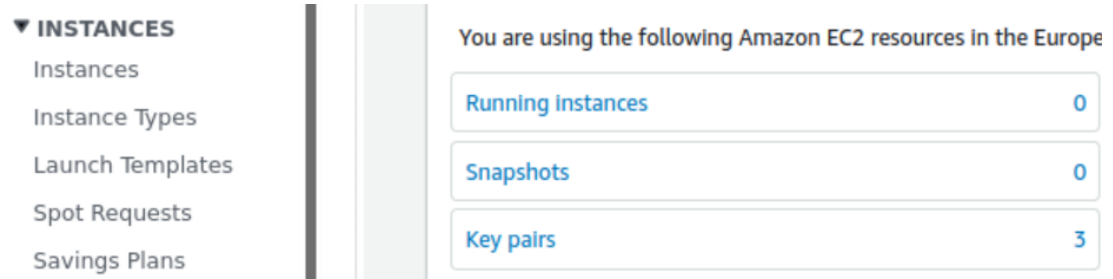 INSTANCES
Instances
Instance Types
Launch Templates
Spot Requests
Savings Plans
You are using the following Amazon EC2 resources in the Europe
Running instances 0
Snapshots 0
Key pairs 3